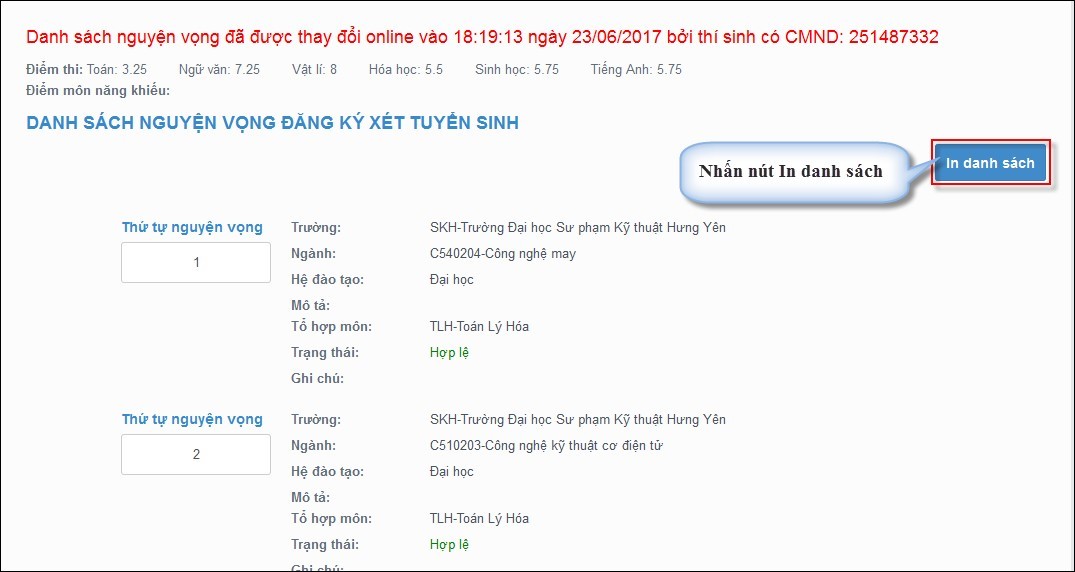 Danh sách nguyện vọng đã được thay đổi online vào 18:19:13 ngày 23/06/2017 bởi thí sinh có CMND: 251487332
Điểm thi: Toán: 3.25 Ngữ văn: 7.25 Vật lí: 8 Hóa học: 5.5 Sinh học: 5.75 Tiếng Anh: 5.75
Điểm môn năng khiếu:
DANH SÁCH NGUYỆN VỌNG ĐĂNG KÝ XÉT TUYỂN SINH
Nhấn nút In danh sách In danh sách
Thứ tự nguyện vọng Trường: SKH-Trường Đại học Sư phạm Kỹ thuật Hưng Yên
1 Ngành: C540204-Công nghệ may
Hệ đào tạo: Đại học
Mô tả:
Tổ hợp môn: TLH-Toán Lý Hóa
Trạng thái: Hợp lệ
Ghi chú:
Thứ tự nguyện vọng Trường: SKH-Trường Đại học Sư phạm Kỹ thuật Hưng Yên
2 Ngành: C510203-Công nghệ kỹ thuật cơ điện tử
Hệ đào tạo: Đại học
Mô tả:
Tổ hợp môn: TLH-Toán Lý Hóa
Trạng thái: Hợp lệ
Ghi chú: